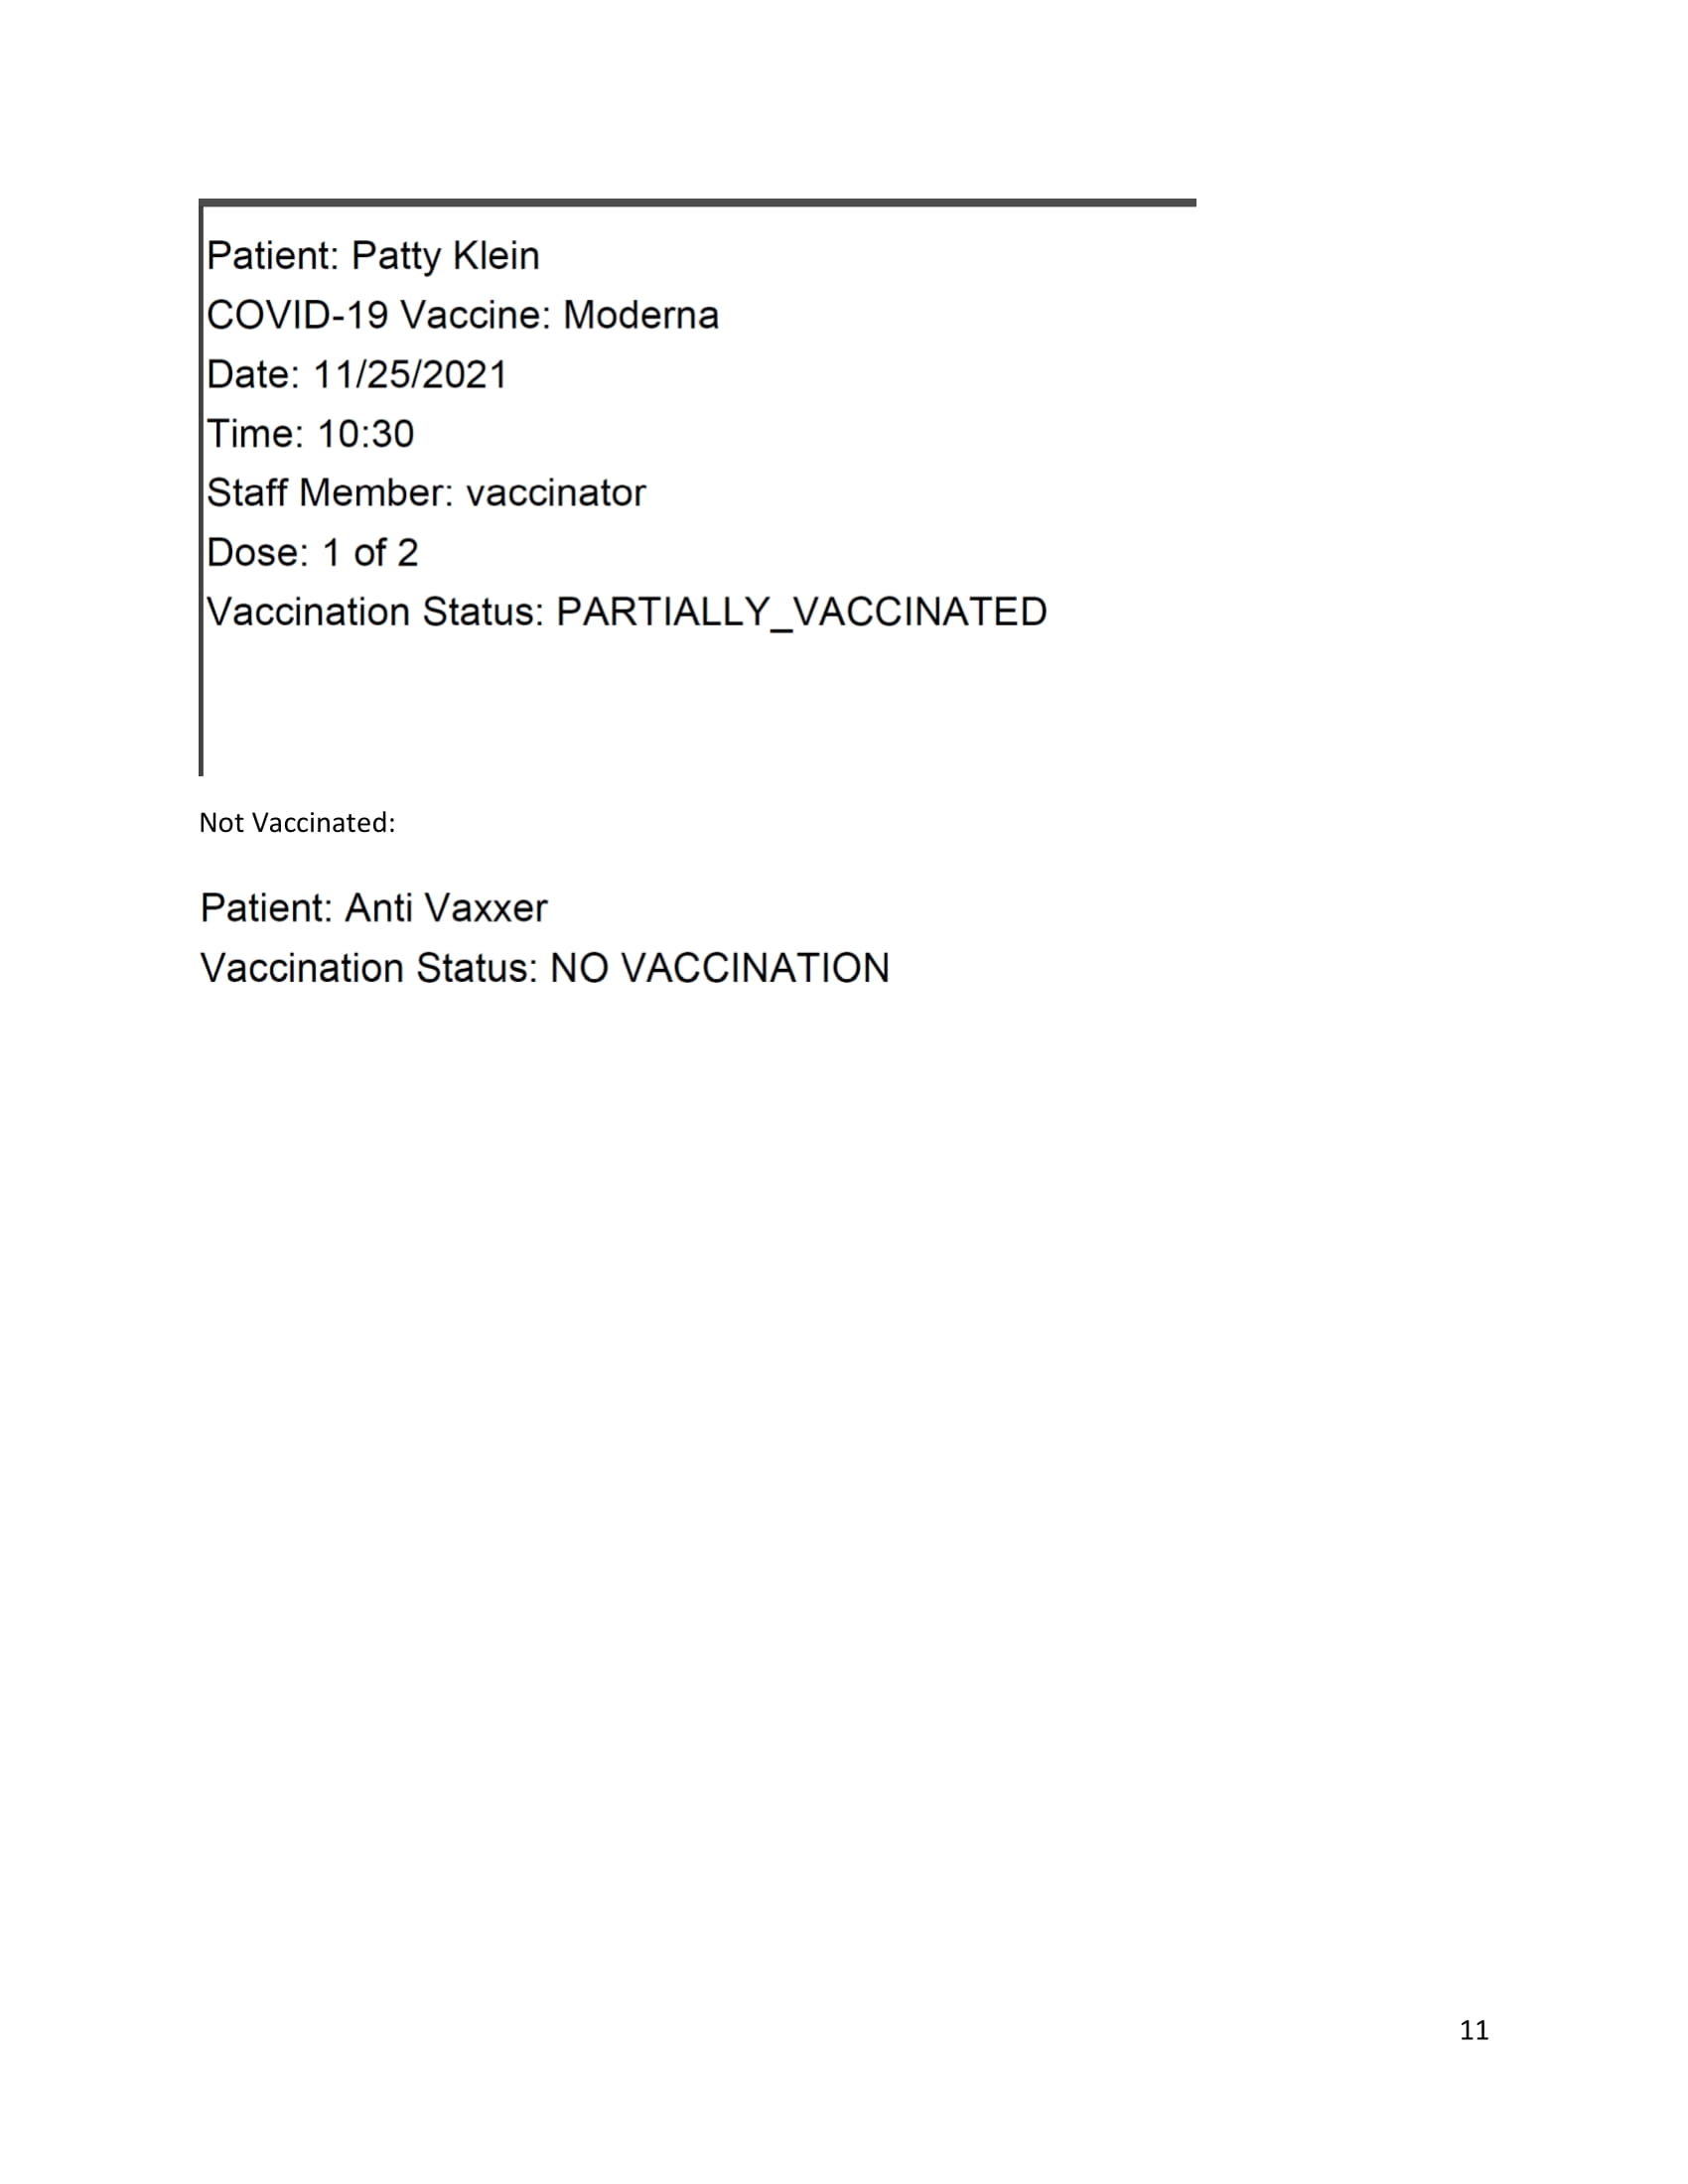 Patient: Patty Klein
COVID-19 Vaccine: Moderna
Date: 11/25/2021
Time: 10:30
Staff Member: vaccinator
Dose: 1 of 2
Vaccination Status: PARTIALLY_VACCINATED
Not Vaccinated:
Patient: Anti Vaxxer
Vaccination Status: NO VACCINATION
11